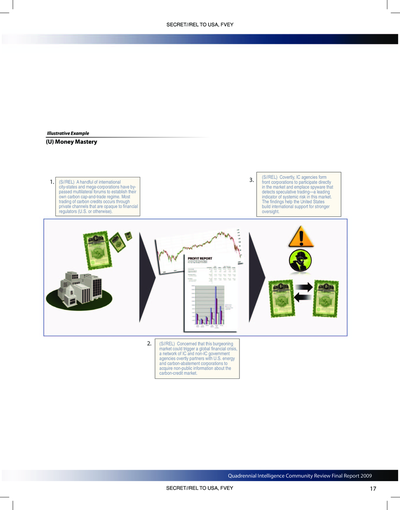 SECRET//REL TO USA, FVEY
Illustrative Example
(U) Money Mastery
1.
(S//REL) A handful of international
city-states and mega-corporations have by-
passed multilateral forums to establish their
own carbon cap-and-trade regime. Most
trading of carbon credits occurs through
private channels that are opaque to financial
regulators (U.S. or otherwise).
3.
(S//REL) Covertly, IC agencies form
front corporations to participate directly
in the market and emplace spyware that
detects speculative trading—a leading
indicator of systemic risk in this market.
The findings help the United States
build international support for stronger
oversight.
PROFIT REPORT
2.
(S//REL) Concerned that this burgeoning
market could trigger a global financial crisis,
a network of IC and non-IC government
agencies overtly partners with U.S. energy
and carbon-abatement corporations to
acquire non-public information about the
carbon-credit market.
Quadrennial Intelligence Community Review Final Report 2009
SECRET//REL TO USA, FVEY
17